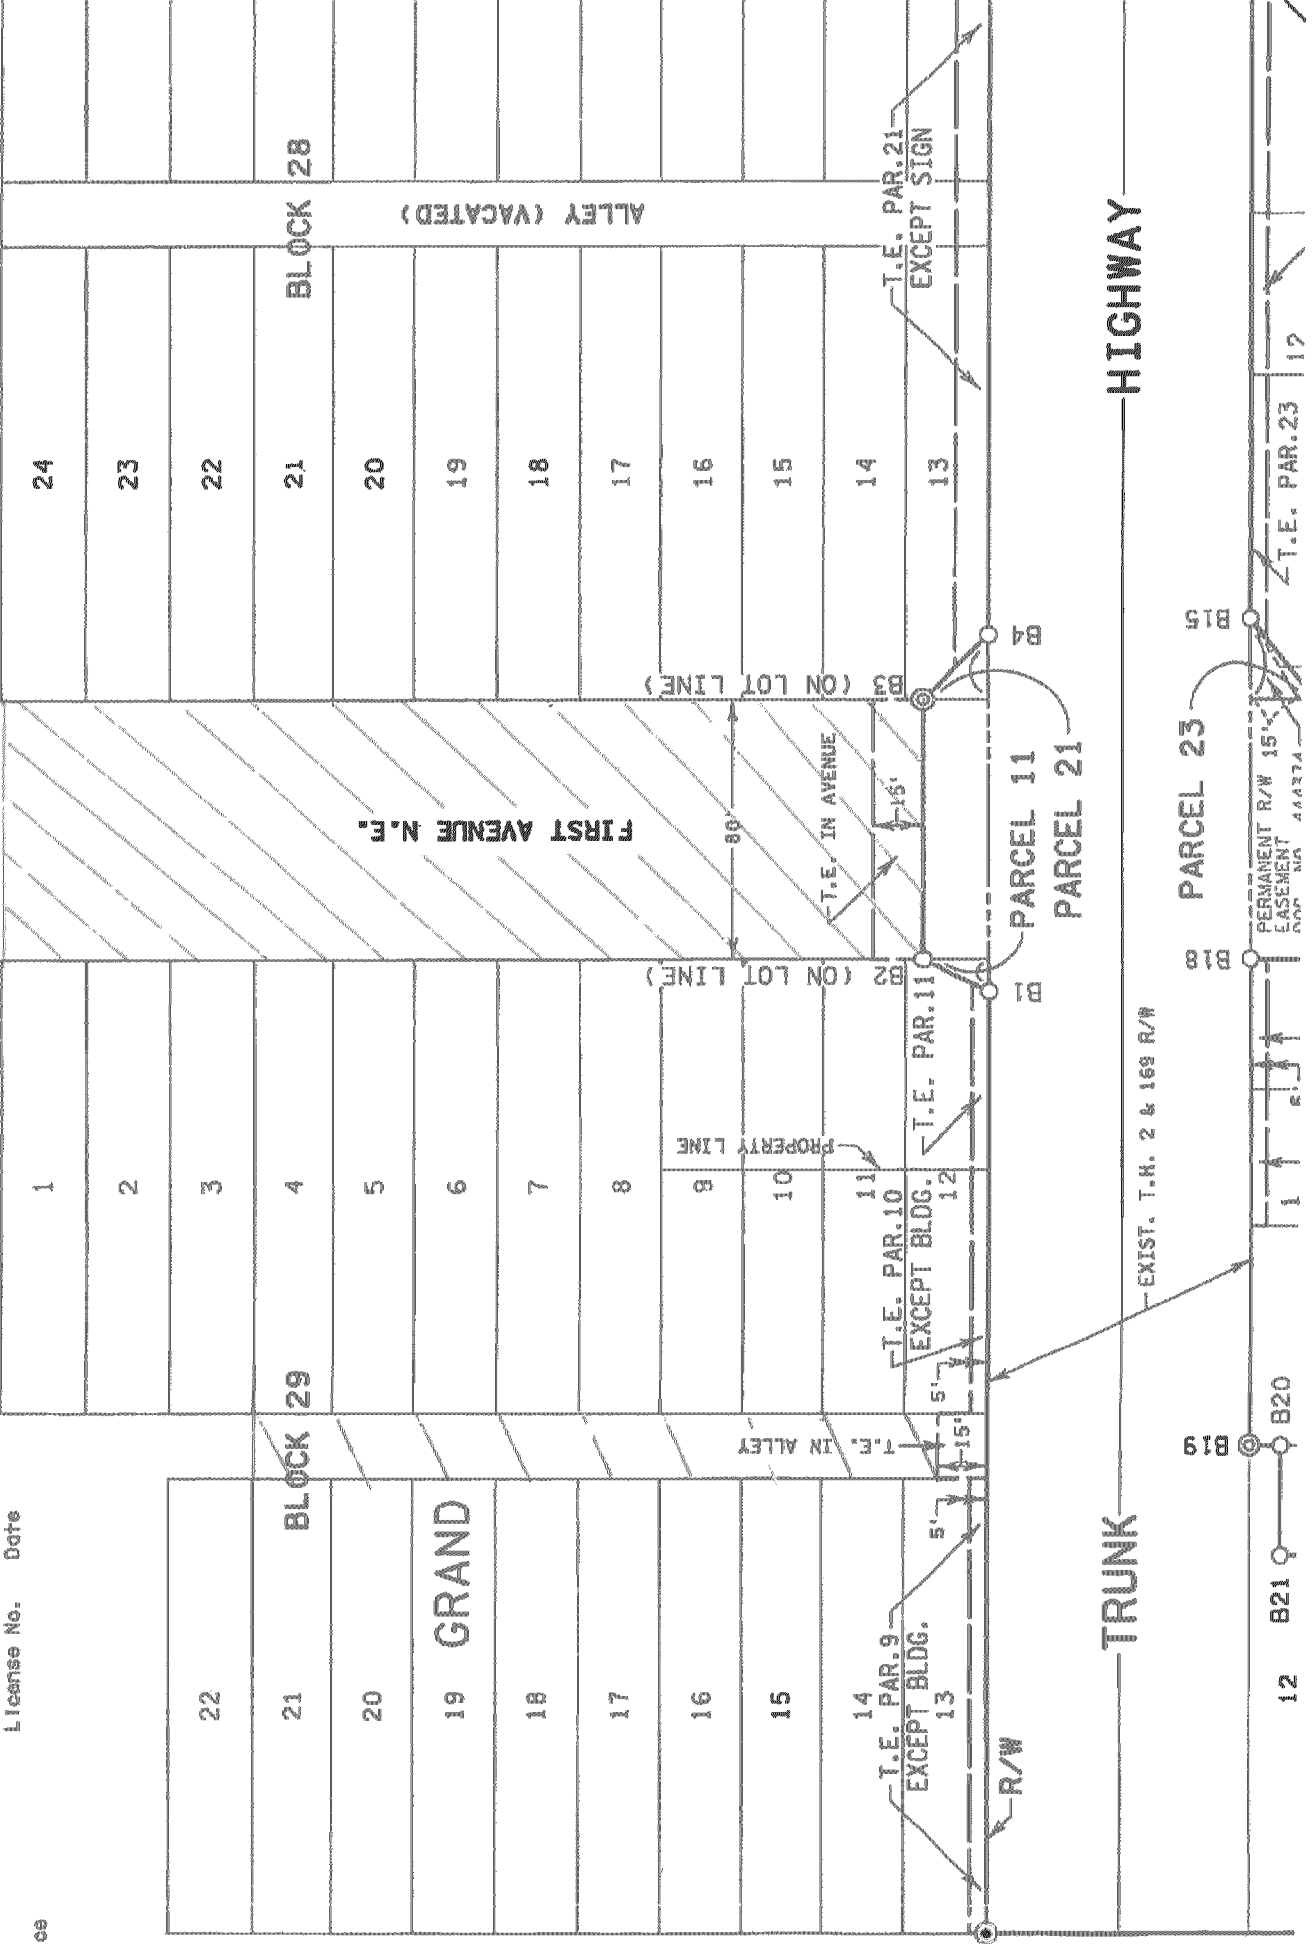 License No. Date
ce
BLOCK 28
ALLEY (VACATED)
24
23
22
21
20
19
18
17
16
15
14
13
T.E. PAR.21
EXCEPT SIGN
HIGHWAY
12
T.E. PAR.23
B15
B4
B3 (ON LOT LINE)
FIRST AVENUE N.E.
80'
T.E. IN AVENUE
15'
PARCEL 11
PARCEL 21
PARCEL 23
PERMANENT R/W
EASEMENT
15'
B18
B2 (ON LOT LINE)
B1
T.E. PAR.11
PROPERTY LINE
1
2
3
4
5
6
7
8
9
10
11
12
T.E. PAR.10
EXCEPT BLDG.
5'
EXIST. T.H. 2 & 169 R/W
1
BLOCK 29
T.E. IN ALLEY
15'
5'
GRAND
B19
B20
B21
12
TRUNK
22
21
20
19
18
17
16
15
14
13
T.E. PAR.9
EXCEPT BLDG.
R/W